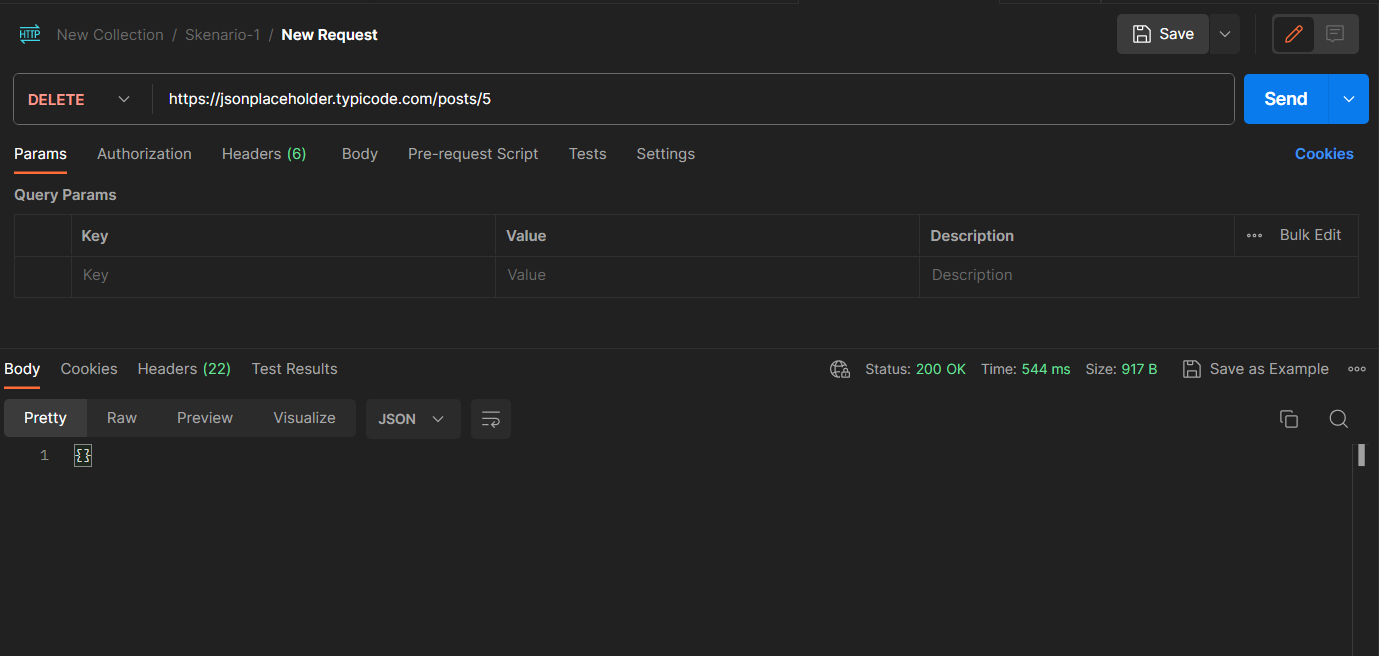 HTTP New Collection / Skenario-1 / New Request Save
DELETE https://jsonplaceholder.typicode.com/posts/5 Send
Params Authorization Headers (6) Body Pre-request Script Tests Settings Cookies
Query Params
Key Value Description Bulk Edit
Key Value Description
Body Cookies Headers (22) Test Results Status: 200 OK Time: 544 ms Size: 917 B Save as Example
Pretty Raw Preview Visualize JSON
1 {}